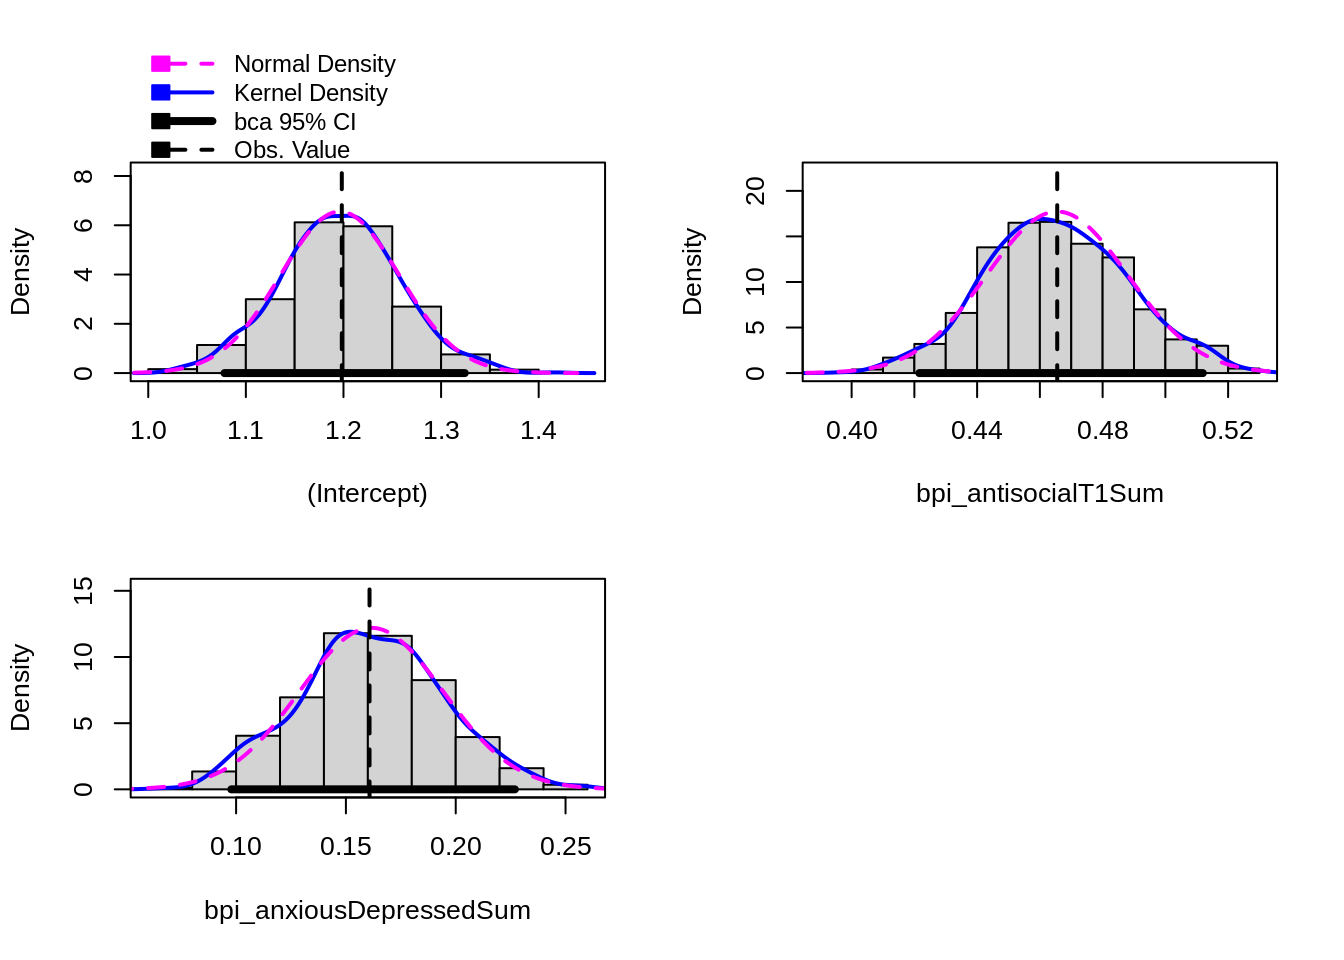 Normal Density
Kernel Density
bca 95% CI
Obs. Value
Density
8
6
4
2
0
1.0 1.1 1.2 1.3 1.4
(Intercept)
Density
20
10
5
0
0.40 0.44 0.48 0.52
bpi_antisocialT1Sum
Density
15
10
5
0
0.10 0.15 0.20 0.25
bpi_anxiousDepressedSum